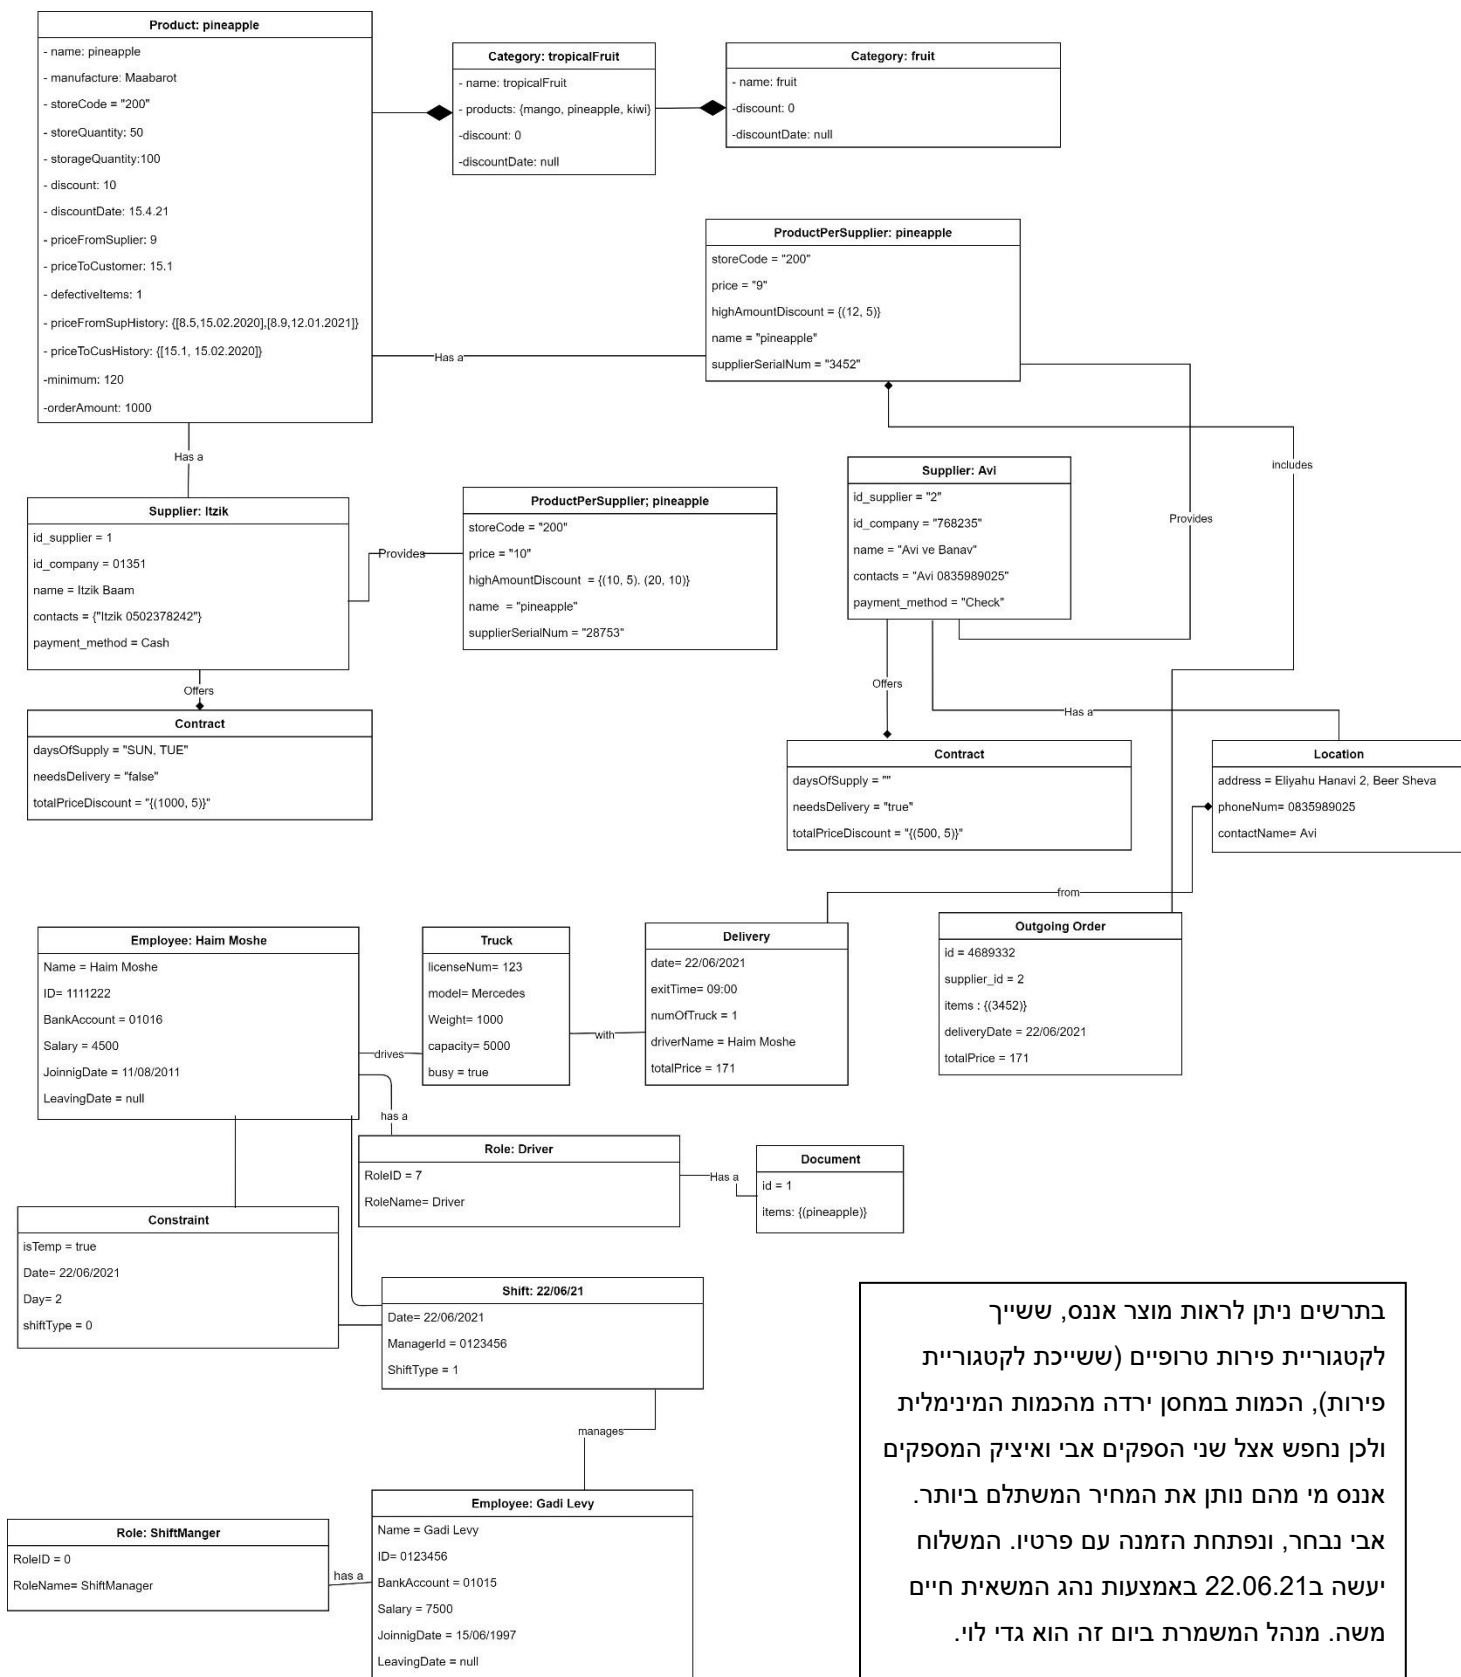 Product: pineapple
- name: pineapple
- manufacture: Maabarot
- storeCode = "200"
- storeQuantity: 50
- storageQuantity:100
- discount: 10
- discountDate: 15.4.21
- priceFromSuplier: 9
- priceToCustomer: 15.1
- defectiveItems: 1
- priceFromSupHistory: {[8.5,15.02.2020],[8.9,12.01.2021]}
- priceToCusHistory: {[15.1, 15.02.2020]}
-minimum: 120
-orderAmount: 1000
Category: tropicalFruit
- name: tropicalFruit
- products: {mango, pineapple, kiwi}
-discount: 0
-discountDate: null
Category: fruit
- name: fruit
-discount: 0
-discountDate: null
ProductPerSupplier: pineapple
storeCode = "200"
price = "9"
highAmountDiscount = {(12, 5)}
name = "pineapple"
supplierSerialNum = "3452"
Has a
Has a
includes
Provides
Supplier: Itzik
id_supplier = 1
id_company = 01351
name = Itzik Baam
contacts = {"Itzik 0502378242"}
payment_method = Cash
Provides
ProductPerSupplier; pineapple
storeCode = "200"
price = "10"
highAmountDiscount = {(10, 5). (20, 10)}
name = "pineapple"
supplierSerialNum = "28753"
Supplier: Avi
id_supplier = "2"
id_company = "768235"
name = "Avi ve Banav"
contacts = "Avi 0835989025"
payment_method = "Check"
Offers
Offers
Has a
Contract
daysOfSupply = "SUN, TUE"
needsDelivery = "false"
totalPriceDiscount = "{(1000, 5)}"
Contract
daysOfSupply = ""
needsDelivery = "true"
totalPriceDiscount = "{(500, 5)}"
Location
address = Eliyahu Hanavi 2, Beer Sheva
phoneNum= 0835989025
contactName= Avi
from
Employee: Haim Moshe
Name = Haim Moshe
ID= 1111222
BankAccount = 01016
Salary = 4500
JoinnigDate = 11/08/2011
LeavingDate = null
drives
Truck
licenseNum= 123
model= Mercedes
Weight= 1000
capacity= 5000
busy = true
with
Delivery
date= 22/06/2021
exitTime= 09:00
numOfTruck = 1
driverName = Haim Moshe
totalPrice = 171
Outgoing Order
id = 4689332
supplier_id = 2
items : {(3452)}
deliveryDate = 22/06/2021
totalPrice = 171
has a
Role: Driver
RoleID = 7
RoleName= Driver
Has a
Document
id = 1
items: {(pineapple)}
Constraint
isTemp = true
Date= 22/06/2021
Day= 2
shiftType = 0
Shift: 22/06/21
Date= 22/06/2021
ManagerId = 0123456
ShiftType = 1
manages
Role: ShiftManger
RoleID = 0
RoleName= ShiftManager
has a
Employee: Gadi Levy
Name = Gadi Levy
ID= 0123456
BankAccount = 01015
Salary = 7500
JoinnigDate = 15/06/1997
LeavingDate = null
בתרשים ניתן לראות מוצר אננס, ששייך
לקטגוריית פירות טרופיים (ששייכת לקטגוריית
פירות), הכמות במחסן ירדה מהכמות המינימלית
ולכן נחפש אצל שני הספקים אבי ואיציק המספקים
אננס מי מהם נותן את המחיר המשתלם ביותר.
אבי נבחר, ונפתחת הזמנה עם פרטיו. המשלוח
יעשה ב22.06.21 באמצעות נהג המשאית חיים
משה. מנהל המשמרת ביום זה הוא גדי לוי.